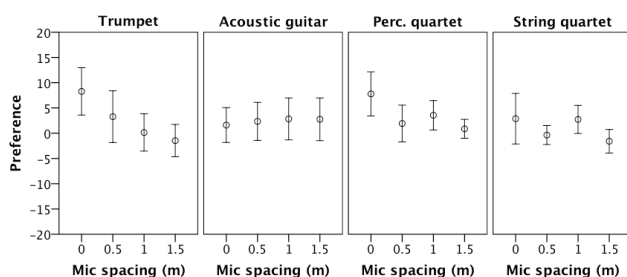 Trumpet Acoustic guitar Perc. quartet String quartet
20
15
10
5
0
-5
-10
-15
-20
Preference
0 0.5 1 1.5 0 0.5 1 1.5 0 0.5 1 1.5 0 0.5 1 1.5
Mic spacing (m) Mic spacing (m) Mic spacing (m) Mic spacing (m)